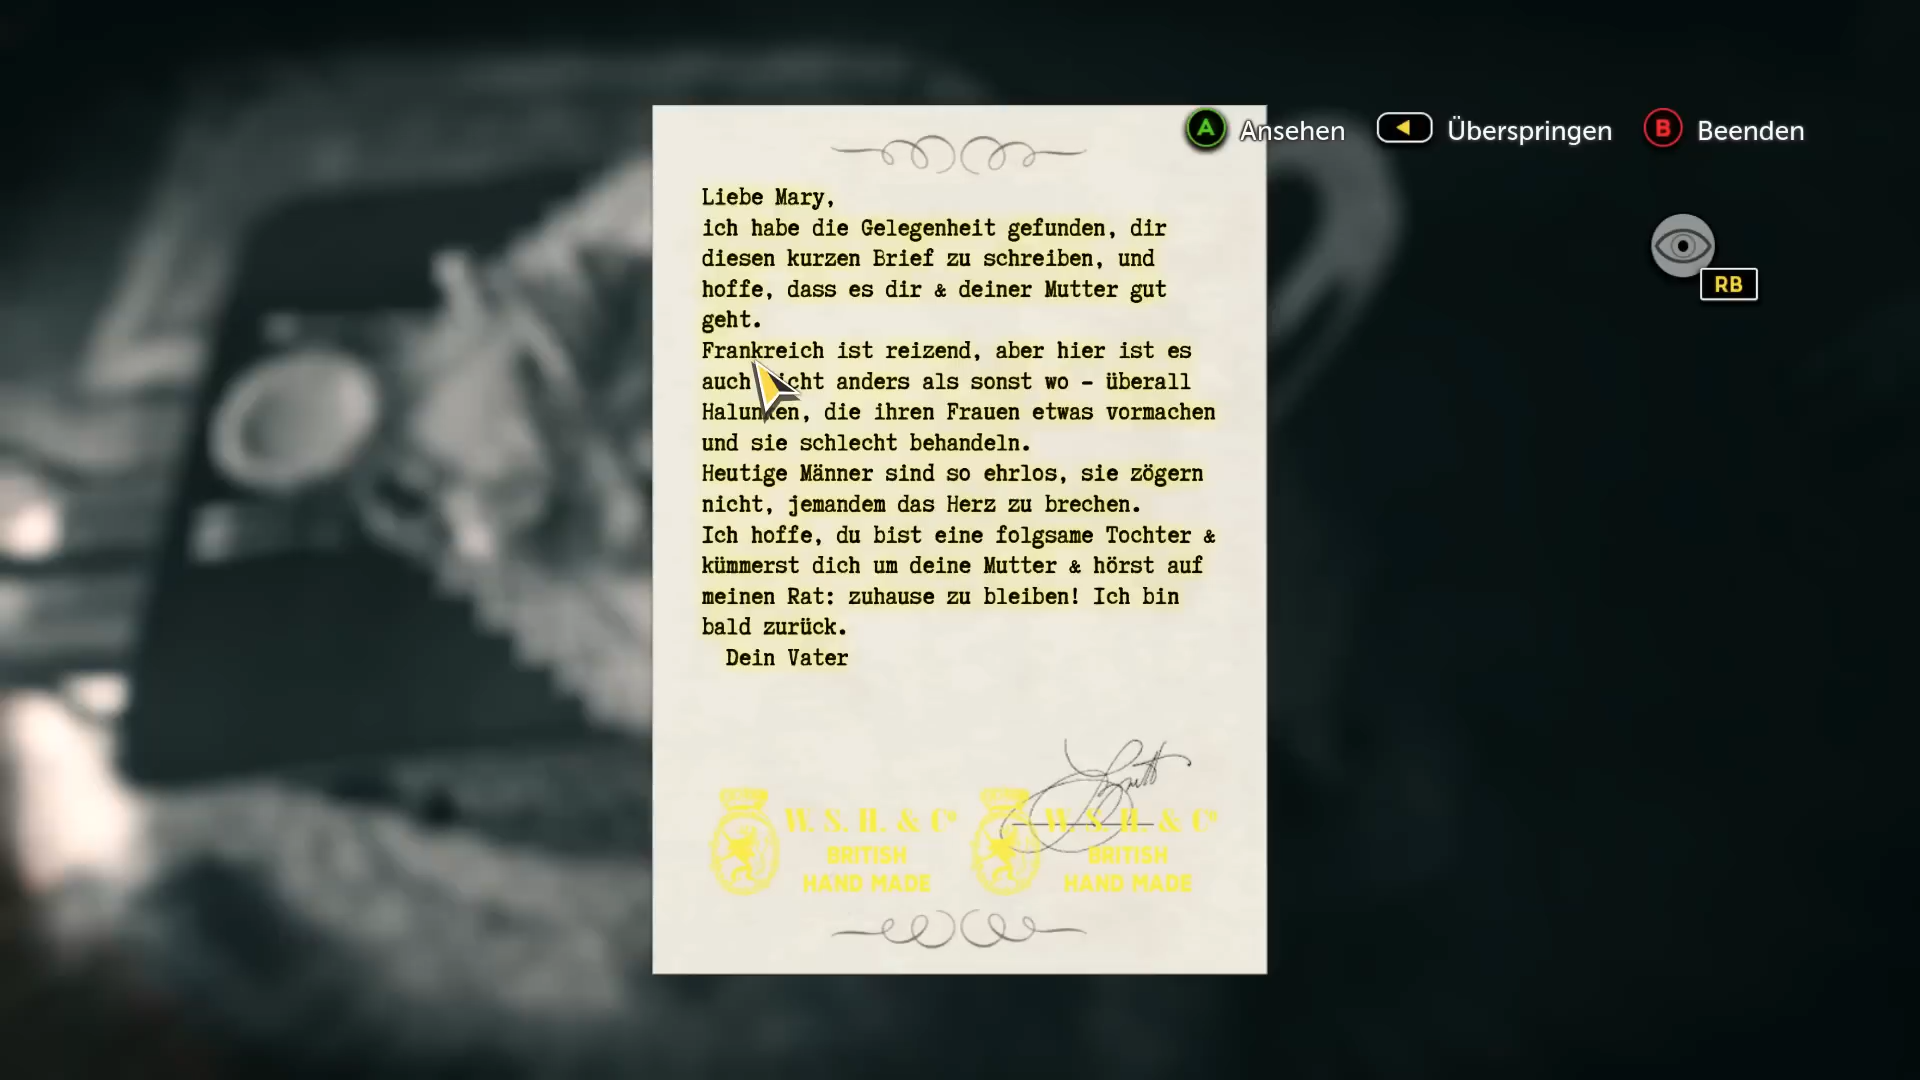 A Ansehen Überspringen B Beenden
RB
Liebe Mary,
ich habe die Gelegenheit gefunden, dir
diesen kurzen Brief zu schreiben, und
hoffe, dass es dir & deiner Mutter gut
geht.
Frankreich ist reizend, aber hier ist es
auch nicht anders als sonst wo – überall
Halunken, die ihren Frauen etwas vormachen
und sie schlecht behandeln.
Heutige Männer sind so ehrlos, sie zögern
nicht, jemandem das Herz zu brechen.
Ich hoffe, du bist eine folgsame Tochter &
kümmerst dich um deine Mutter & hörst auf
meinen Rat: zuhause zu bleiben! Ich bin
bald zurück.
Dein Vater
W. S. H. & Cº W. S. H. & Cº
BRITISH BRITISH
HAND MADE HAND MADE